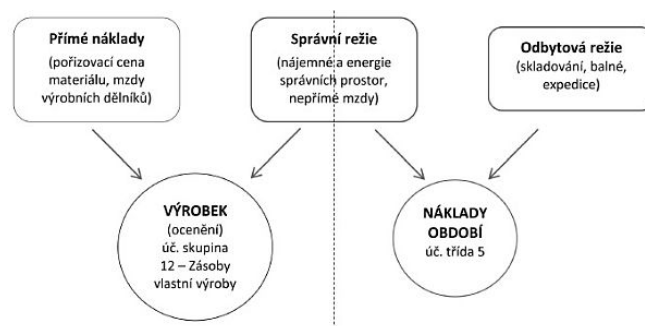 Přímé náklady
(pořizovací cena
materiálu, mzdy
výrobních dělníků)
Správní režie
(nájemné a energie
správních prostor,
nepřímé mzdy)
Odbytová režie
(skladování, balné,
expedice)
VÝROBEK
(ocenění)
úč. skupina
12 – Zásoby
vlastní výroby
NÁKLADY
OBDOBÍ
úč. třída 5